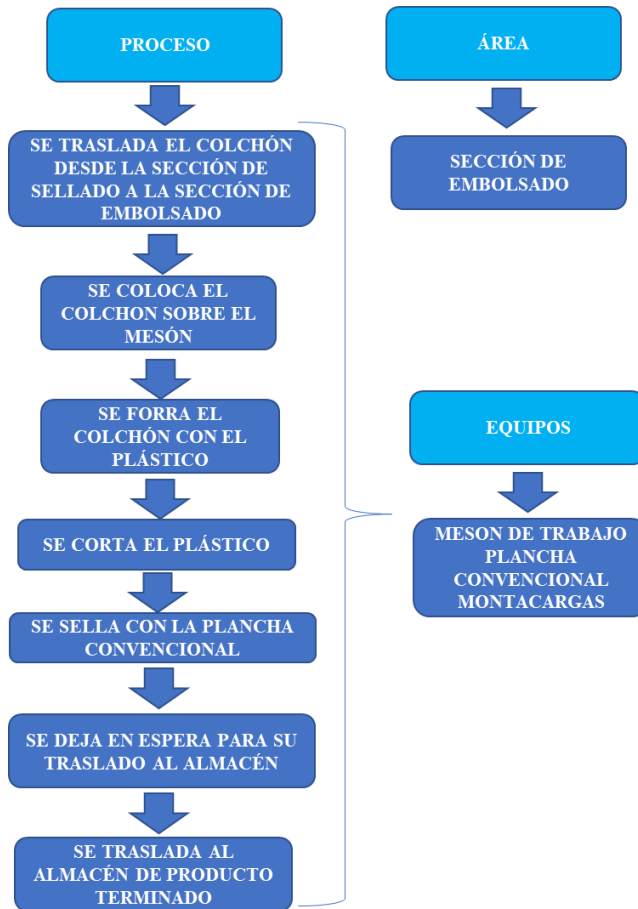 PROCESO
SE TRASLADA EL COLCHÓN
DESDE LA SECCIÓN DE
SELLADO A LA SECCIÓN DE
EMBOLSADO
SE COLOCA EL
COLCHON SOBRE EL
MESÓN
SE FORRA EL
COLCHÓN CON EL
PLÁSTICO
SE CORTA EL PLÁSTICO
SE SELLA CON LA PLANCHA
CONVENCIONAL
SE DEJA EN ESPERA PARA SU
TRASLADO AL ALMACÉN
SE TRASLADA AL
ALMACÉN DE PRODUCTO
TERMINADO
ÁREA
SECCIÓN DE
EMBOLSADO
EQUIPOS
MESON DE TRABAJO
PLANCHA
CONVENCIONAL
MONTACARGAS